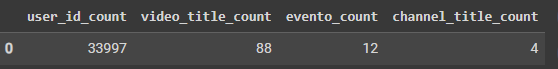 user_id_count video_title_count evento_count channel_title_count
0 33997 88 12 4